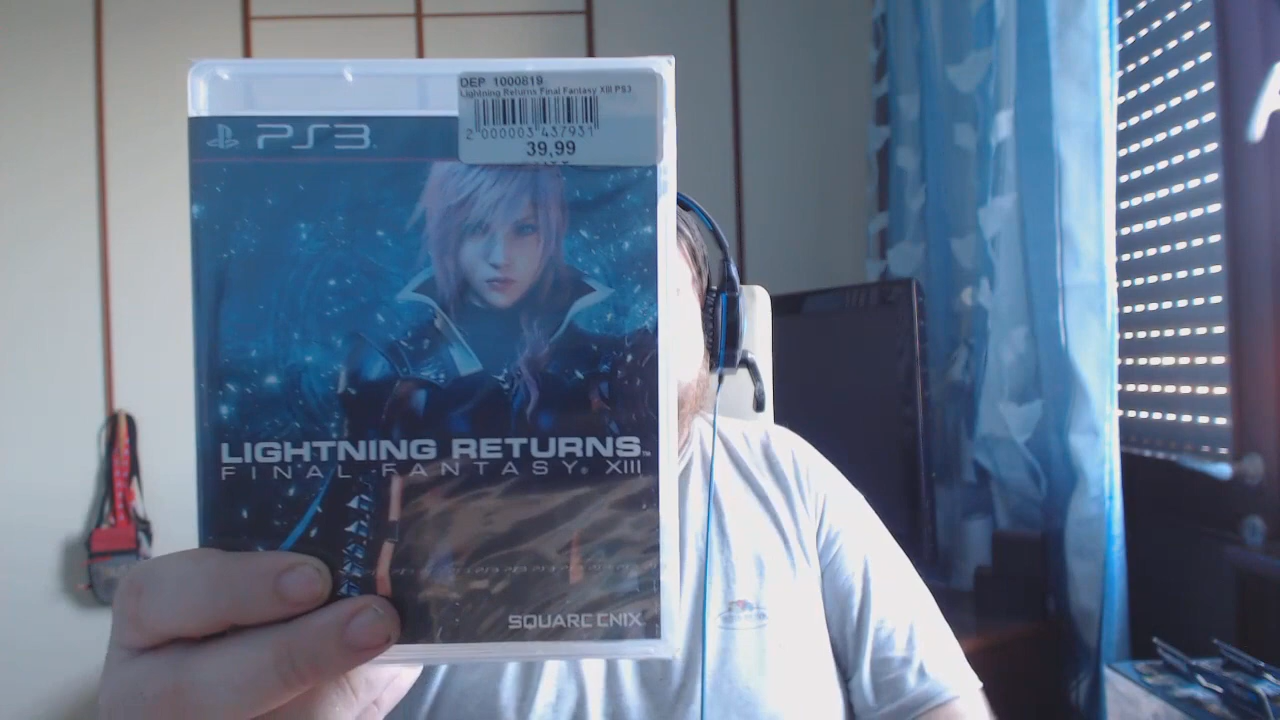 DEP 1000819
Lightning Returns Final Fantasy XIII PS3
2 000003 437931
39,99
PS3
LIGHTNING RETURNS™
FINAL FANTASY® XIII
SQUARE ENIX